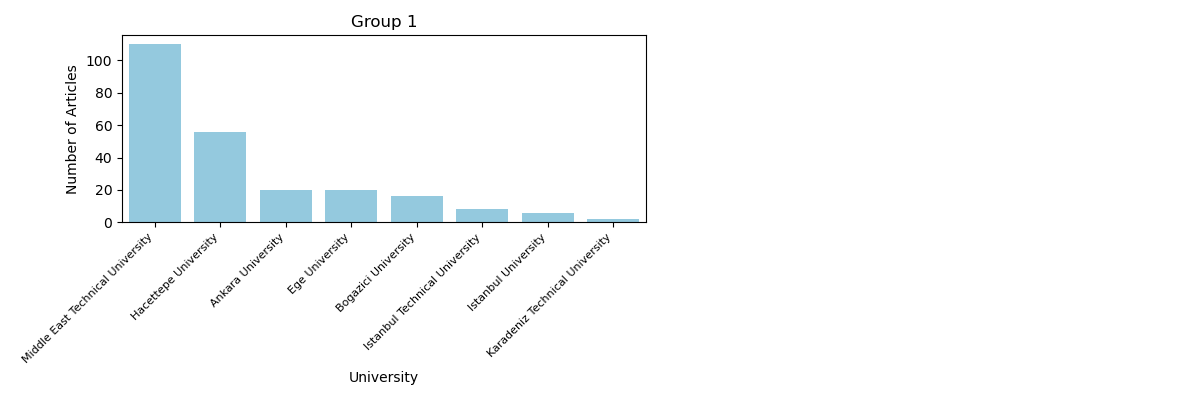 Group 1
Number of Articles
100
80
60
40
20
0
Middle East Technical University
Hacettepe University
Ankara University
Ege University
Bogazici University
Istanbul Technical University
Istanbul University
Karadeniz Technical University
University